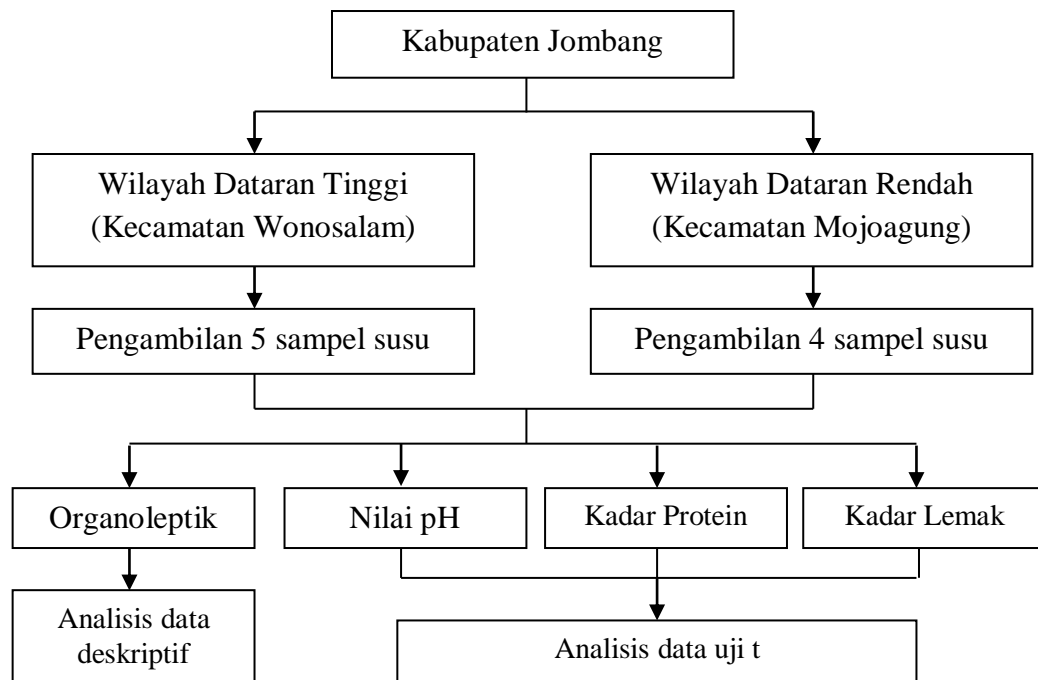 Kabupaten Jombang
Wilayah Dataran Tinggi
(Kecamatan Wonosalam)
Wilayah Dataran Rendah
(Kecamatan Mojoagung)
Pengambilan 5 sampel susu
Pengambilan 4 sampel susu
Organoleptik
Nilai pH
Kadar Protein
Kadar Lemak
Analisis data
deskriptif
Analisis data uji t